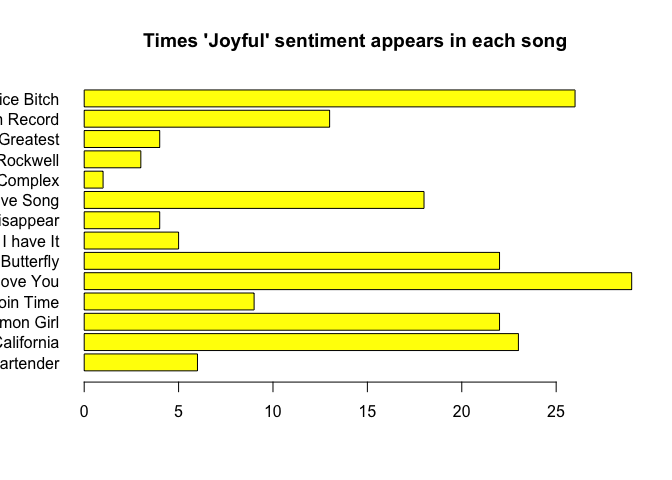 Times 'Joyful' sentiment appears in each song
ice Bitch
n Record
Greatest
Rockwell
Complex
ve Song
isappear
I have It
Butterfly
ove You
oin Time
mon Girl
California
artender
0 5 10 15 20 25